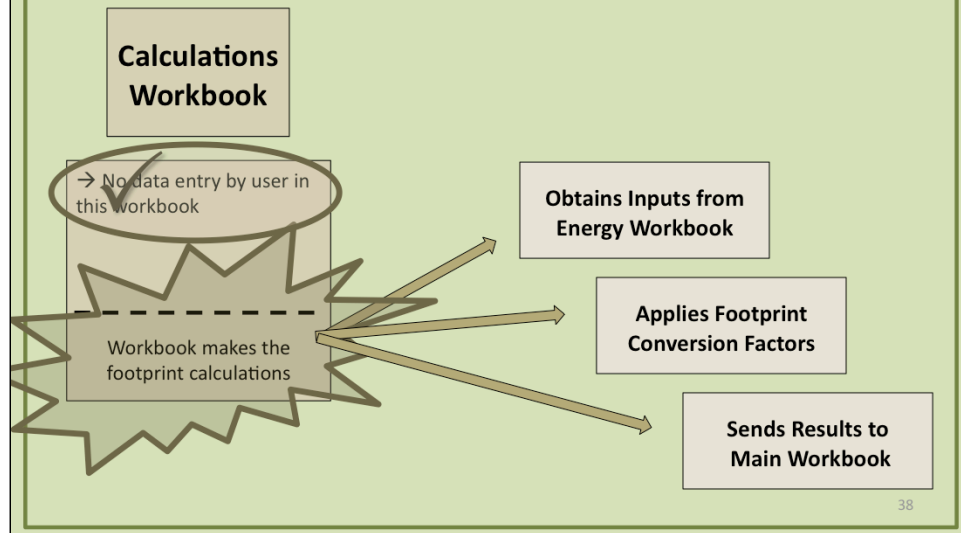 Calculations
Workbook
→ No data entry by user in
this workbook
Workbook makes the
footprint calculations
Obtains Inputs from
Energy Workbook
Applies Footprint
Conversion Factors
Sends Results to
Main Workbook
38